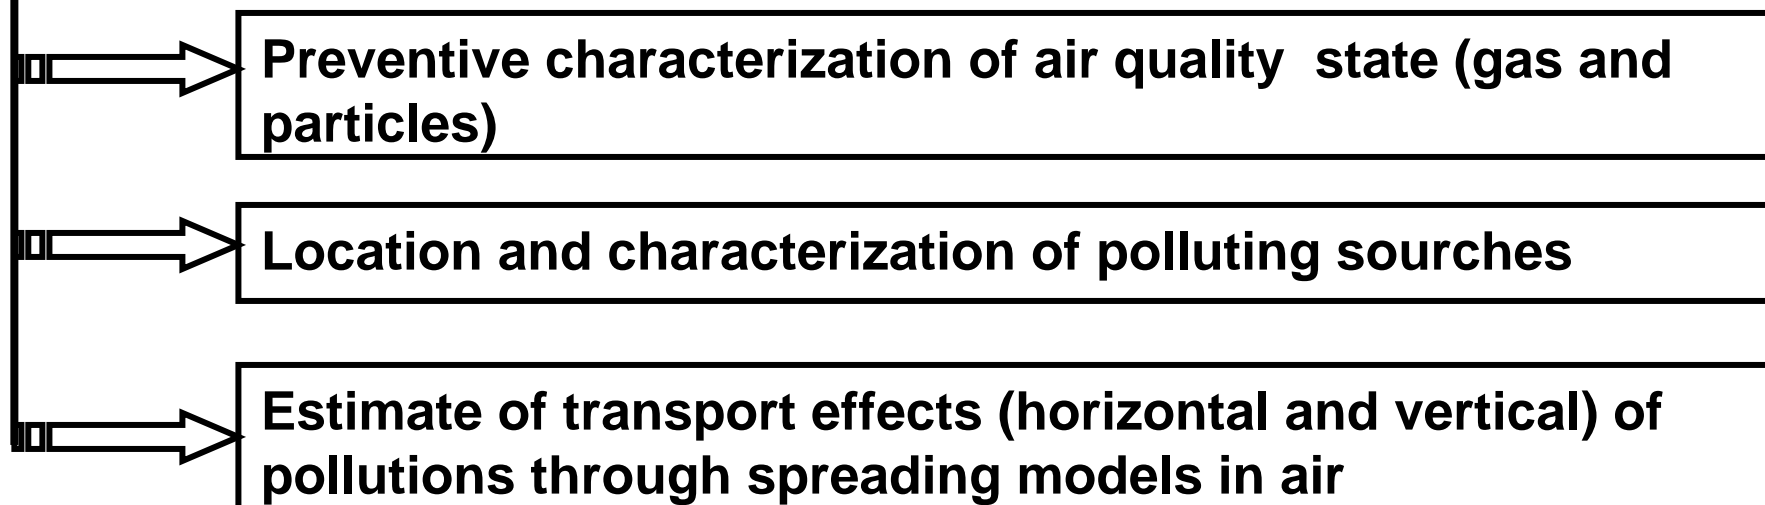 Preventive characterization of air quality  state (gas and
particles)
Location and characterization of polluting sourches
Estimate of transport effects (horizontal and vertical) of
pollutions through spreading models in air